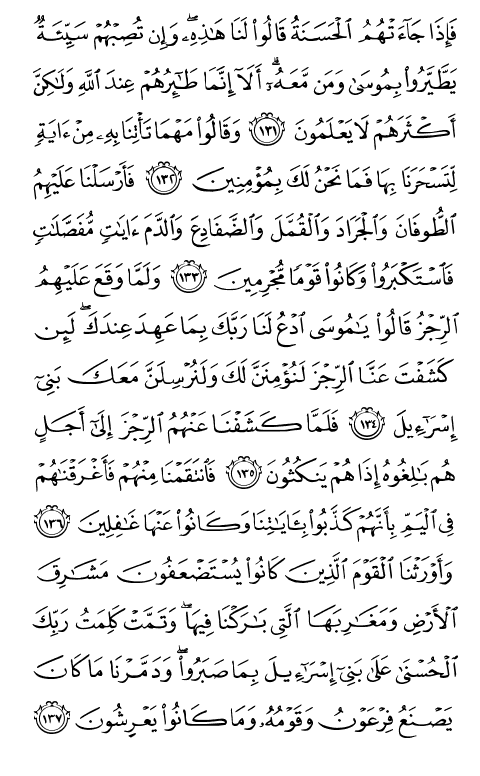 فَإِذَا جَآءَتْهُمُ ٱلْحَسَنَةُ قَالُوا۟ لَنَا هَـٰذِهِۦ ۖ وَإِن تُصِبْهُمْ سَيِّئَةٌ
يَطَّيَّرُوا۟ بِمُوسَىٰ وَمَن مَّعَهُۥٓ ۗ أَلَآ إِنَّمَا طَـٰٓئِرُهُمْ عِندَ ٱللَّهِ وَلَـٰكِنَّ
أَكْثَرَهُمْ لَا يَعْلَمُونَ ١٣١ وَقَالُوا۟ مَهْمَا تَأْتِنَا بِهِۦ مِنْ ءَايَةٍ
لِّتَسْحَرَنَا بِهَا فَمَا نَحْنُ لَكَ بِمُؤْمِنِينَ ١٣٢ فَأَرْسَلْنَا عَلَيْهِمُ
ٱلطُّوفَانَ وَٱلْجَرَادَ وَٱلْقُمَّلَ وَٱلضَّفَادِعَ وَٱلدَّمَ ءَايَـٰتٍ مُّفَصَّلَـٰتٍ
فَٱسْتَكْبَرُوا۟ وَكَانُوا۟ قَوْمًا مُّجْرِمِينَ ١٣٣ وَلَمَّا وَقَعَ عَلَيْهِمُ
ٱلرِّجْزُ قَالُوا۟ يَـٰمُوسَى ٱدْعُ لَنَا رَبَّكَ بِمَا عَهِدَ عِندَكَ ۖ لَئِن
كَشَفْتَ عَنَّا ٱلرِّجْزَ لَنُؤْمِنَنَّ لَكَ وَلَنُرْسِلَنَّ مَعَكَ بَنِىٓ
إِسْرَٰٓءِيلَ ١٣٤ فَلَمَّا كَشَفْنَا عَنْهُمُ ٱلرِّجْزَ إِلَىٰٓ أَجَلٍ
هُم بَـٰلِغُوهُ إِذَا هُمْ يَنكُثُونَ ١٣٥ فَٱنتَقَمْنَا مِنْهُمْ فَأَغْرَقْنَـٰهُمْ
فِى ٱلْيَمِّ بِأَنَّهُمْ كَذَّبُوا۟ بِـَٔايَـٰتِنَا وَكَانُوا۟ عَنْهَا غَـٰفِلِينَ ١٣٦
وَأَوْرَثْنَا ٱلْقَوْمَ ٱلَّذِينَ كَانُوا۟ يُسْتَضْعَفُونَ مَشَـٰرِقَ
ٱلْأَرْضِ وَمَغَـٰرِبَهَا ٱلَّتِى بَـٰرَكْنَا فِيهَا ۖ وَتَمَّتْ كَلِمَتُ رَبِّكَ
ٱلْحُسْنَىٰ عَلَىٰ بَنِىٓ إِسْرَٰٓءِيلَ بِمَا صَبَرُوا۟ ۖ وَدَمَّرْنَا مَا كَانَ
يَصْنَعُ فِرْعَوْنُ وَقَوْمُهُۥ وَمَا كَانُوا۟ يَعْرِشُونَ ١٣٧